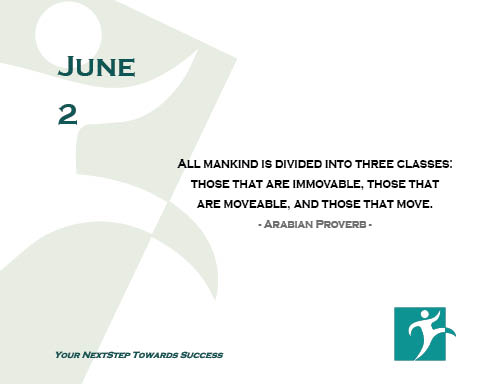 June
2
All mankind is divided into three classes:
those that are immovable, those that
are moveable, and those that move.
- Arabian Proverb -
Your NextStep Towards Success